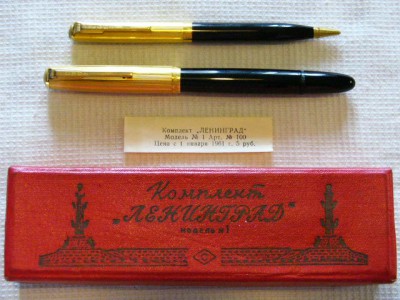 Комплект „ЛЕНИНГРАД"
Модель № 1 Арт. № 100
Цена с 1 января 1961 г. 5 руб.
Комплект
„ЛЕНИНГРАД"
модель №1